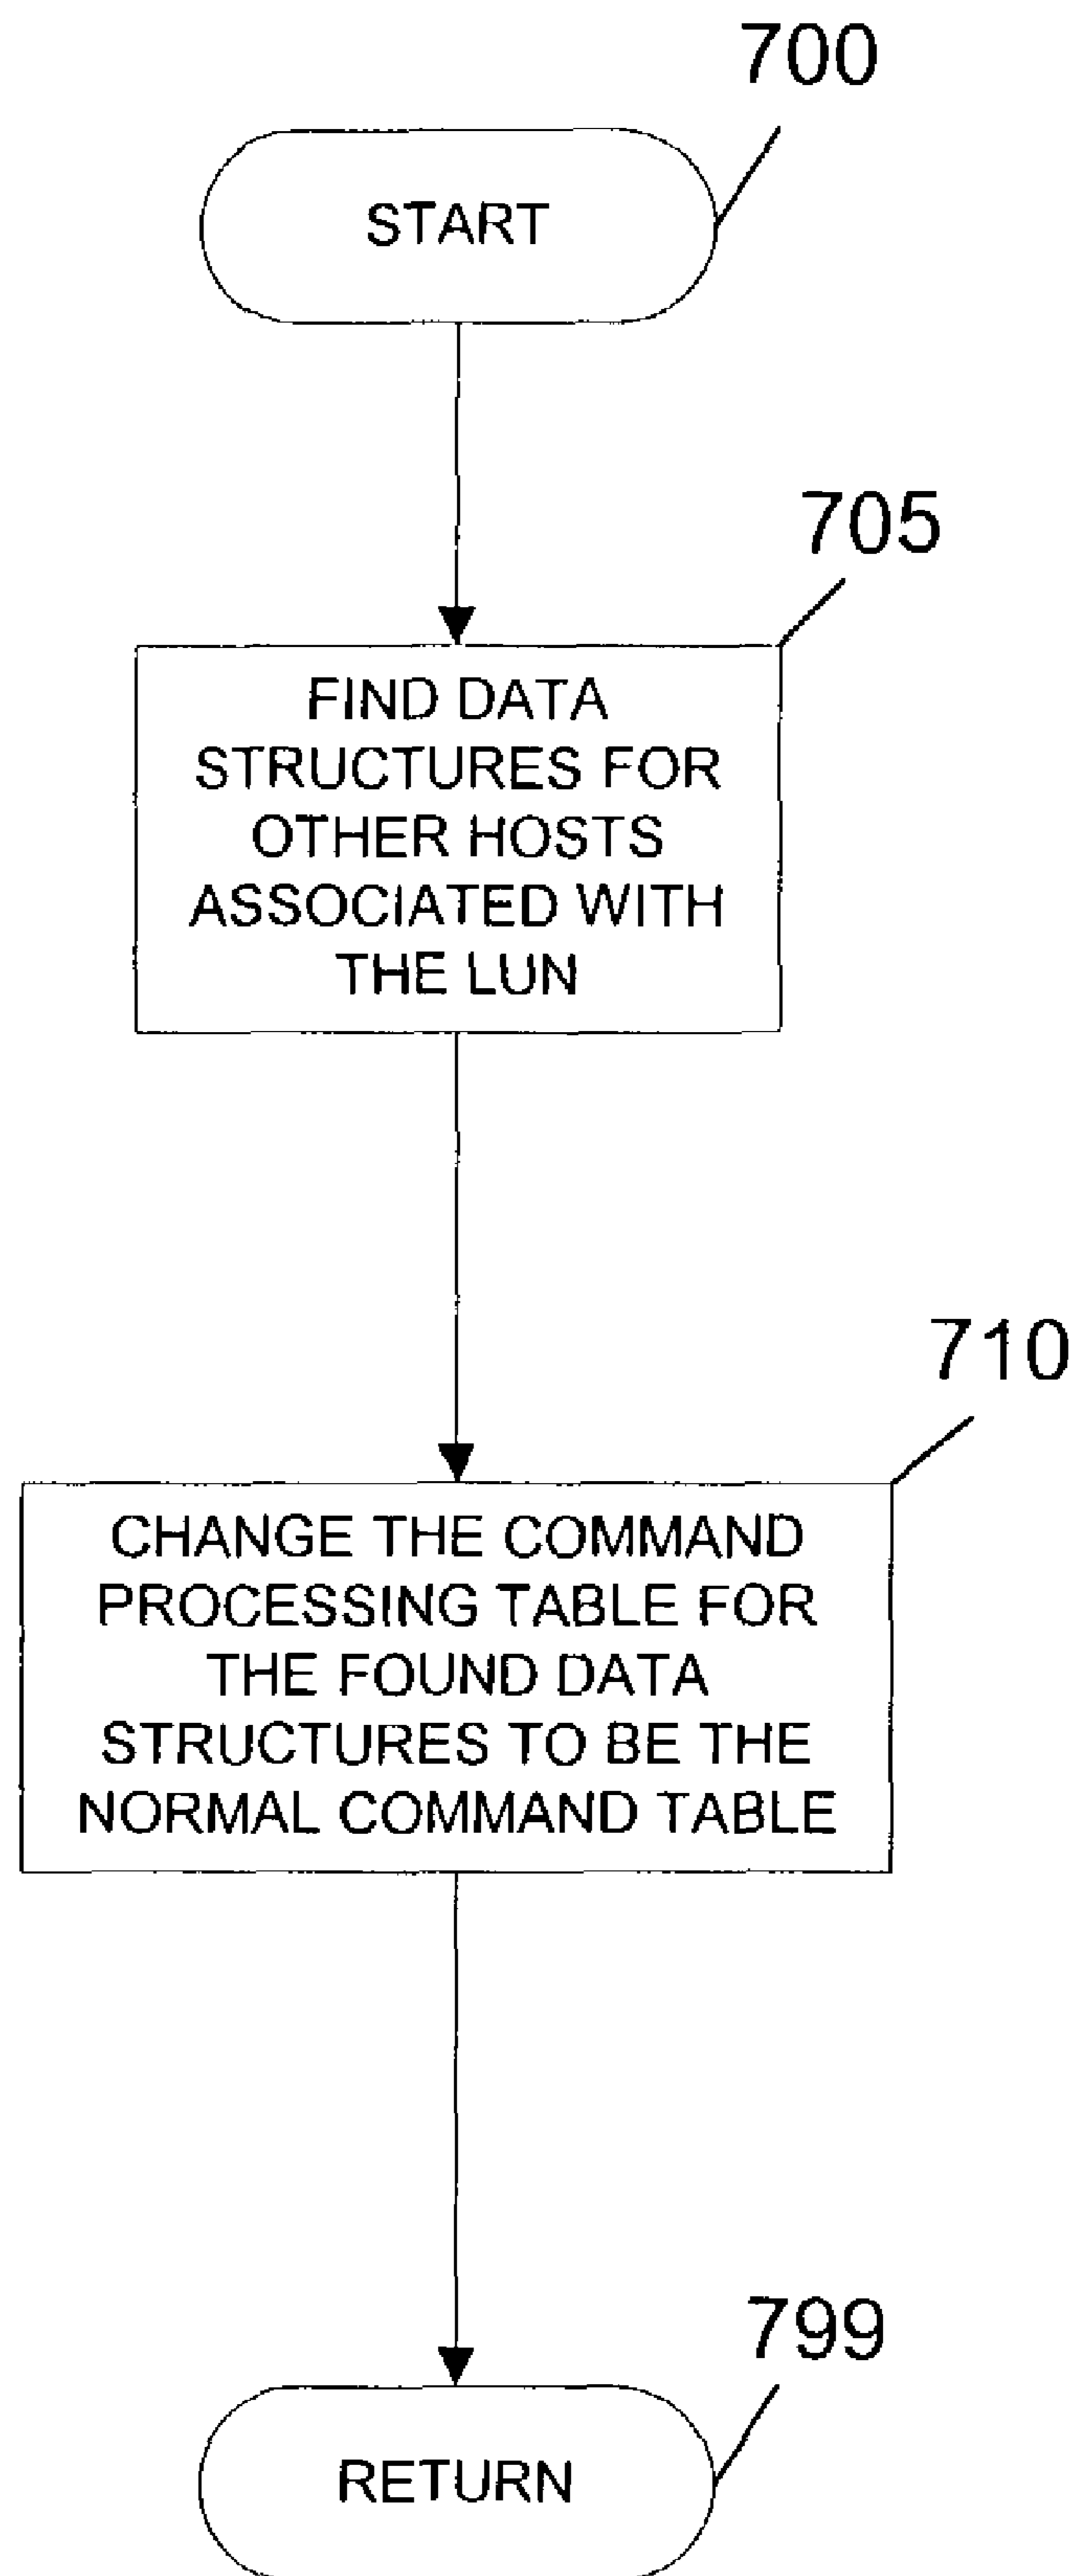 700
START
705
FIND DATA
STRUCTURES FOR
OTHER HOSTS
ASSOCIATED WITH
THE LUN
710
CHANGE THE COMMAND
PROCESSING TABLE FOR
THE FOUND DATA
STRUCTURES TO BE THE
NORMAL COMMAND TABLE
799
RETURN